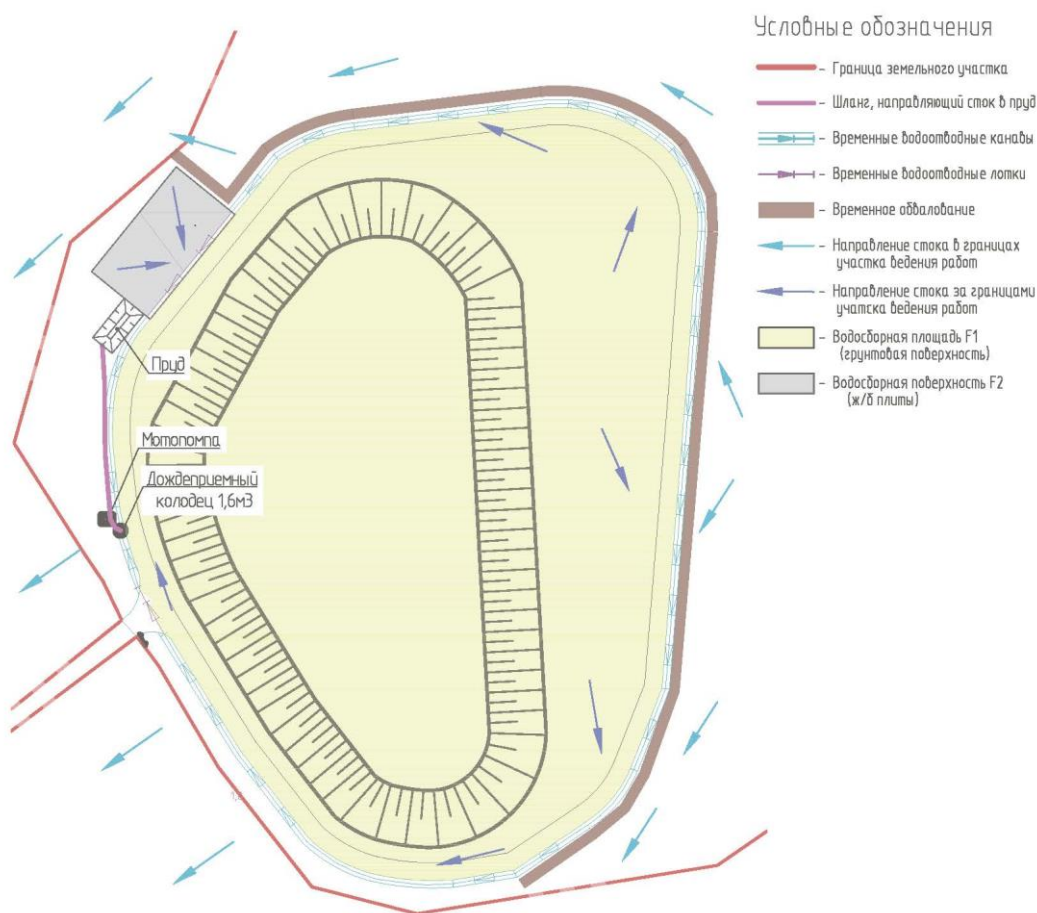 Условные обозначения
- Граница земельного участка
- Шланг, направляющий сток в пруд
- Временные водоотводные канавы
- Временные водоотводные лотки
- Временное обвалование
- Направление стока в границах
участка ведения работ
- Направление стока за границами
учатска ведения работ
- Водосборная площадь F1
(грунтовая поверхность)
- Водосборная поверхность F2
(ж/б плиты)
Пруд
Мотопомпа
Дождеприемный
колодец 1,6м3